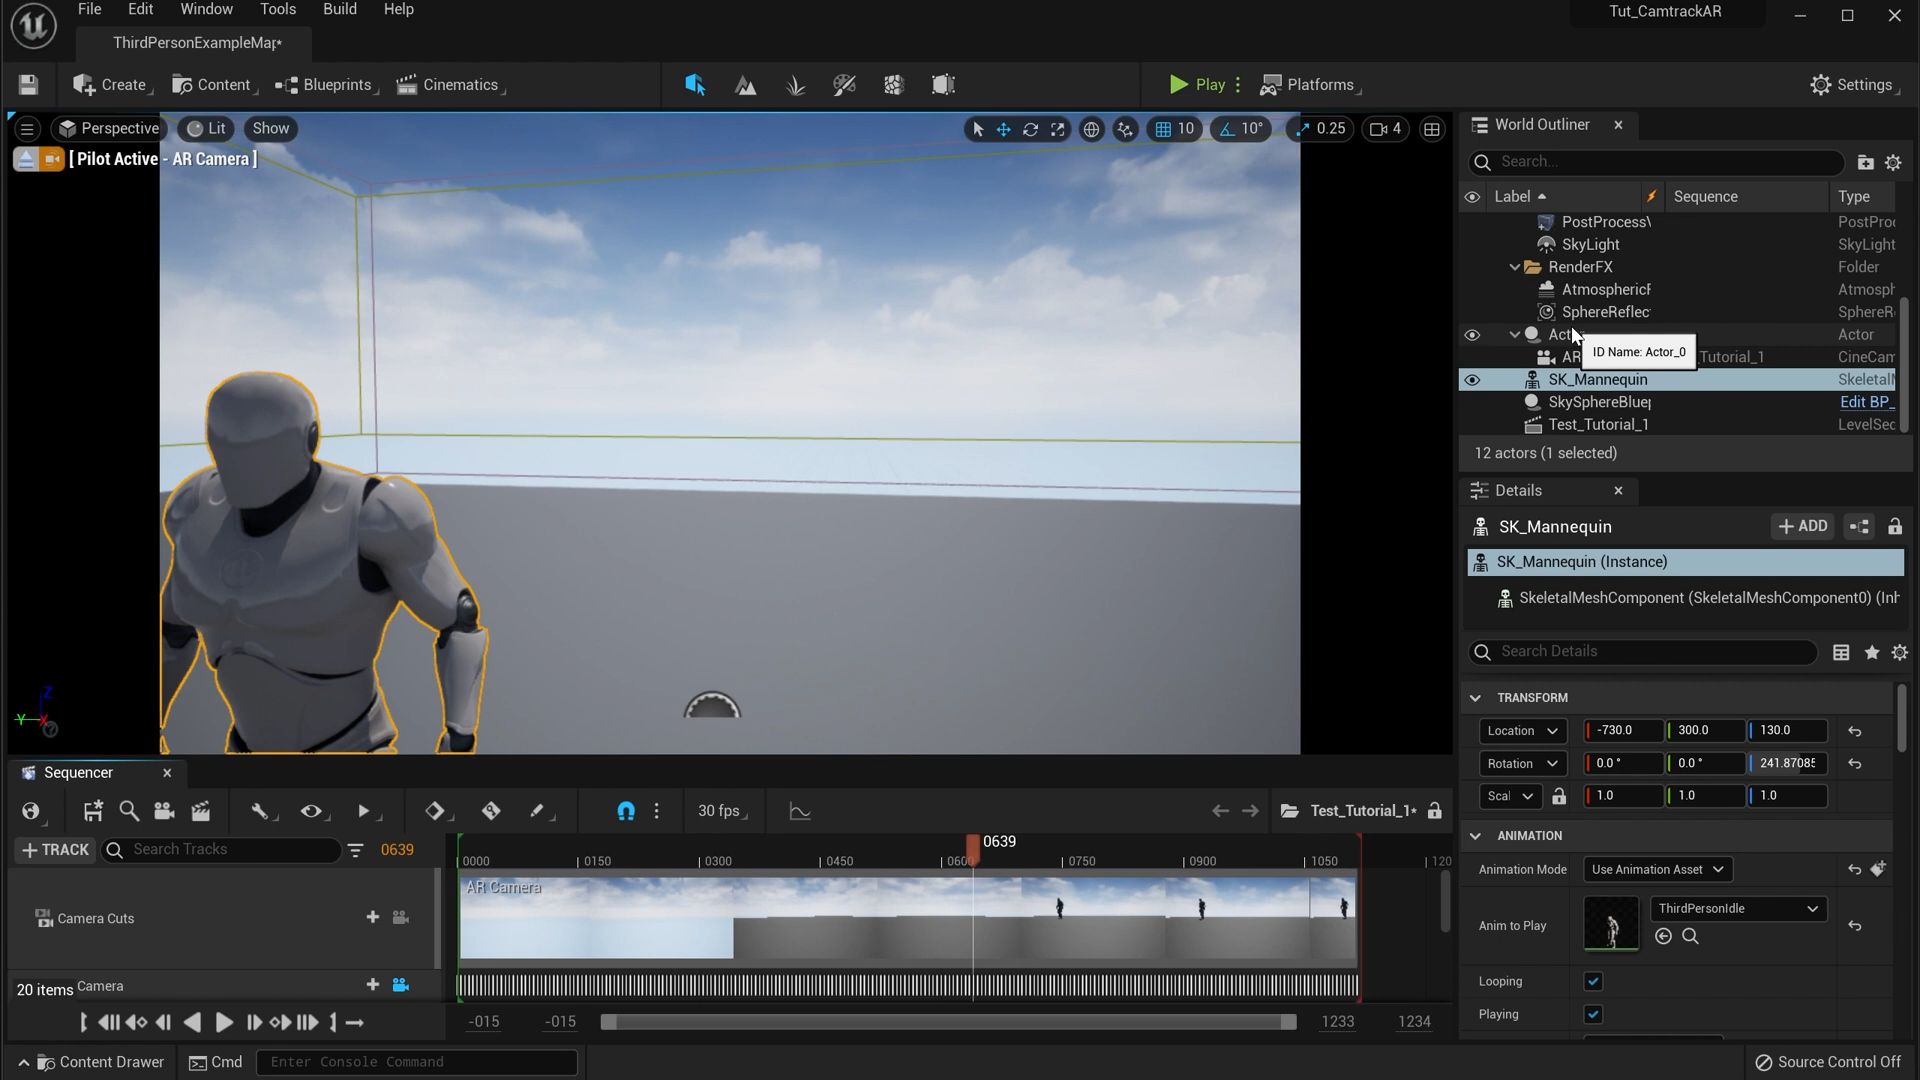 File Edit Window Tools Build Help
Tut_CamtrackAR
ThirdPersonExampleMap*
Create Content Blueprints Cinematics Play Platforms Settings
Perspective Lit Show 10 10° 0.25 4
[ Pilot Active - AR Camera ]
World Outliner
Search...
Label Sequence Type
PostProcessV PostProc
SkyLight SkyLight
RenderFX Folder
AtmosphericF Atmosph
SphereReflec SphereRe
Act Actor
ID Name: Actor_0
AR _Tutorial_1 CineCam
SK_Mannequin SkeletalM
SkySphereBluep Edit BP_
Test_Tutorial_1 LevelSec
12 actors (1 selected)
Details
SK_Mannequin + ADD
SK_Mannequin (Instance)
SkeletalMeshComponent (SkeletalMeshComponent0) (Inh
Search Details
TRANSFORM
Location -730.0 300.0 130.0
Rotation 0.0 ° 0.0 ° 241.87085
Scal 1.0 1.0 1.0
ANIMATION
Animation Mode Use Animation Asset
Anim to Play ThirdPersonIdle
Looping
Playing
Z
Y X
Sequencer
30 fps Test_Tutorial_1*
+ TRACK Search Tracks 0639
0639
0000 0150 0300 0450 0600 0750 0900 1050 120
AR Camera
Camera Cuts
20 items Camera
-015 -015 1233 1234
Content Drawer Cmd Enter Console Command Source Control Off